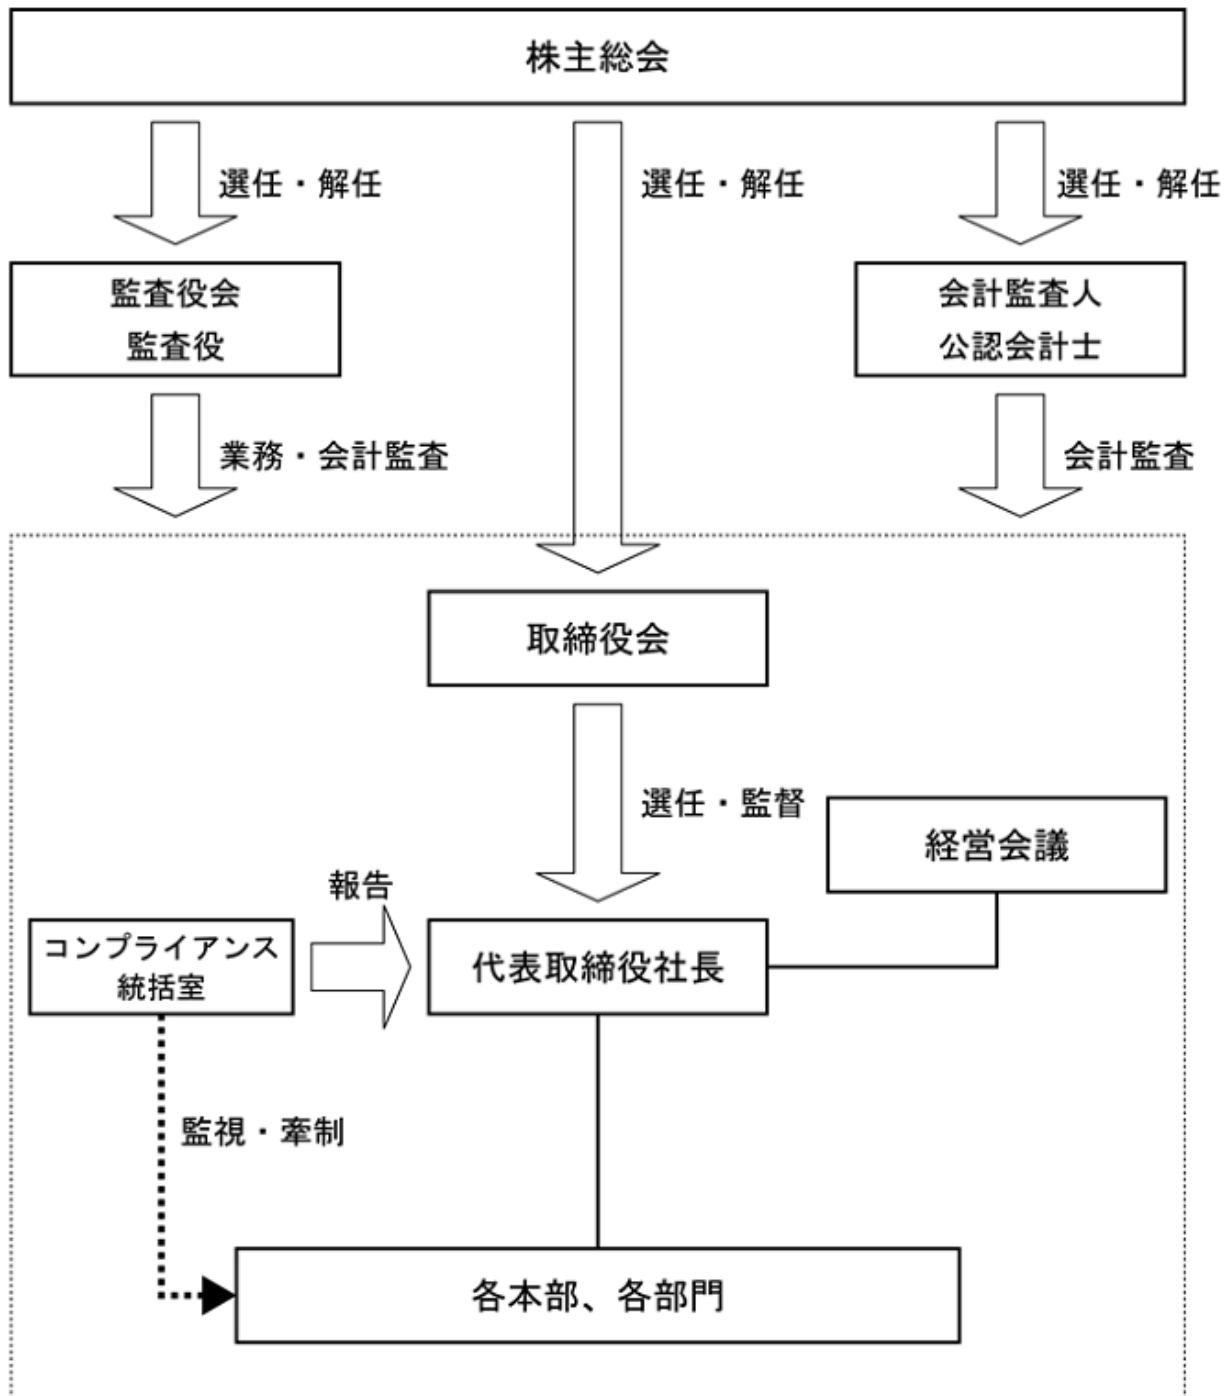 株主総会
選任・解任
選任・解任
選任・解任
監査役会
監査役
会計監査人
公認会計士
業務・会計監査
会計監査
取締役会
選任・監督
経営会議
報告
コンプライアンス
統括室
代表取締役社長
監視・牽制
各本部、各部門